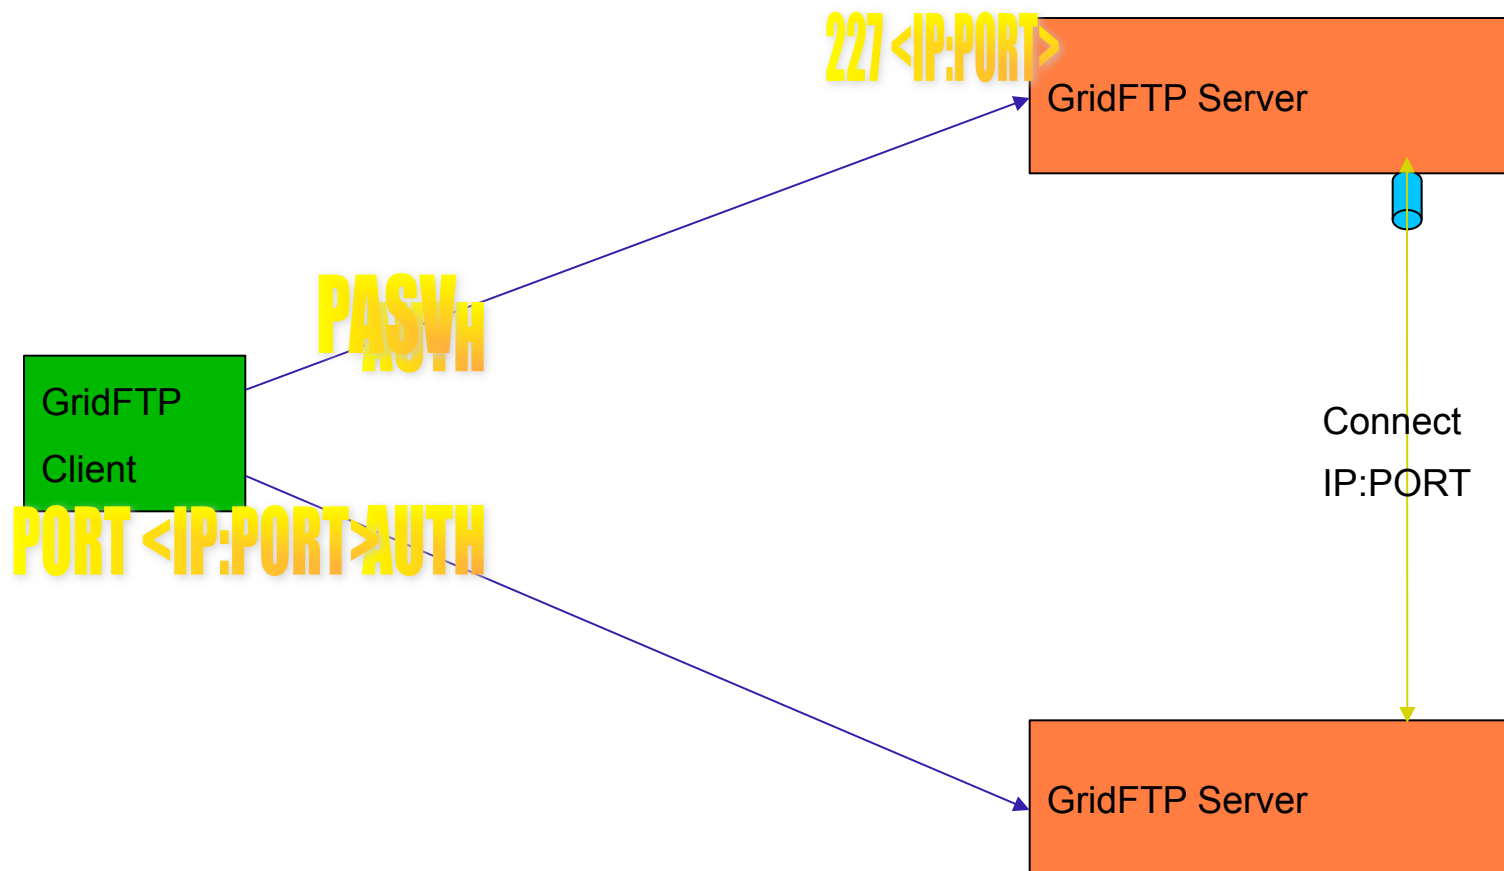 227 <IP:PORT>
GridFTP Server
PASV
AUTH
GridFTP
Client
PORT <IP:PORT>
AUTH
Connect
IP:PORT
GridFTP Server